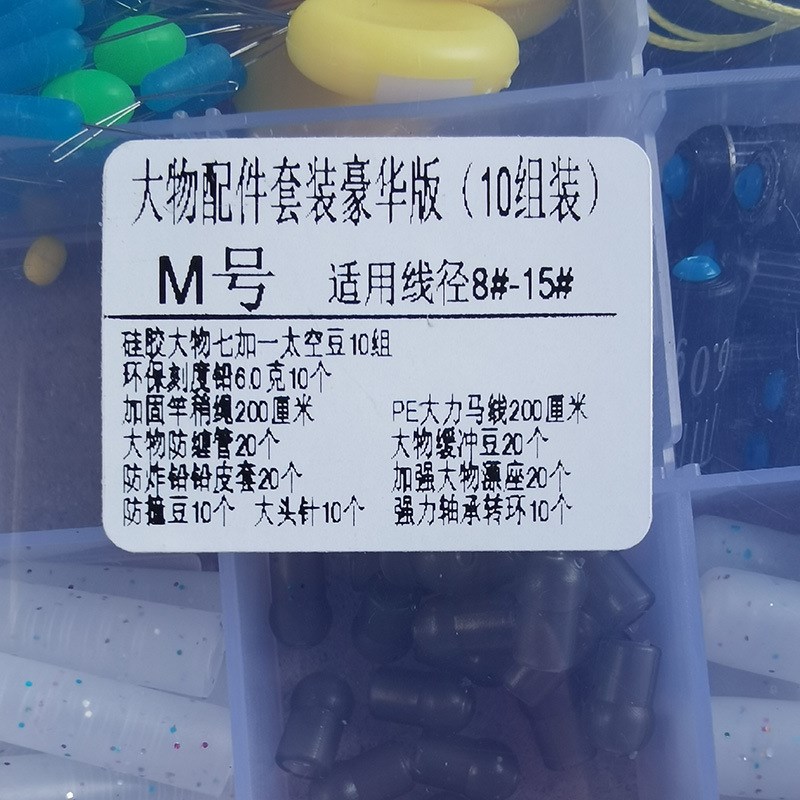 大物配件套装豪华版（10组装）
M号 适用线径8#-15#
硅胶大物七加一太空豆10组
环保刻度铅6.0克10个
加固竿稍绳200厘米 PE大力马线200厘米
大物防缠管20个 大物缓冲豆20个
防炸铅铅皮套20个 加强大物漂座20个
防撞豆10个 大头针10个 强力轴承转环10个